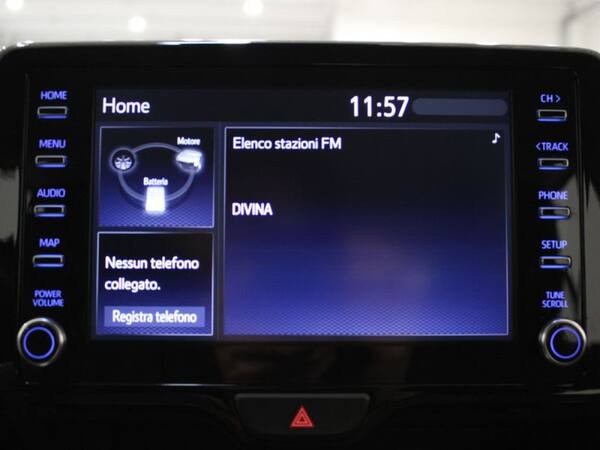 HOME
MENU
AUDIO
MAP
POWER
VOLUME
Home
11:57
Motore
Batteria
Nessun telefono
collegato.
Registra telefono
Elenco stazioni FM
DIVINA
CH >
< TRACK
PHONE
SETUP
TUNE
SCROLL